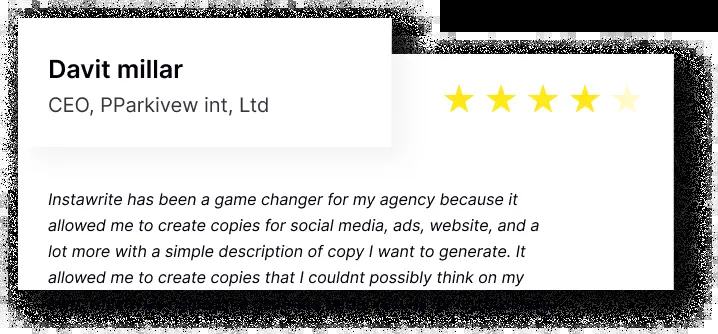 Davit millar
CEO, PParkivew int, Ltd
Instawrite has been a game changer for my agency because it
allowed me to create copies for social media, ads, website, and a
lot more with a simple description of copy I want to generate. It
allowed me to create copies that I couldnt possibly think on my